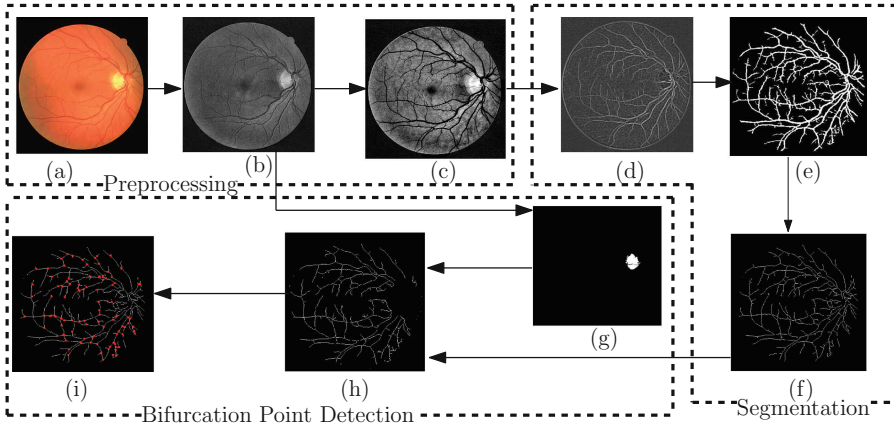 (a)
(b)
(c)
(d)
(e)
Preprocessing
(g)
(i)
(h)
(f)
Bifurcation Point Detection
Segmentation